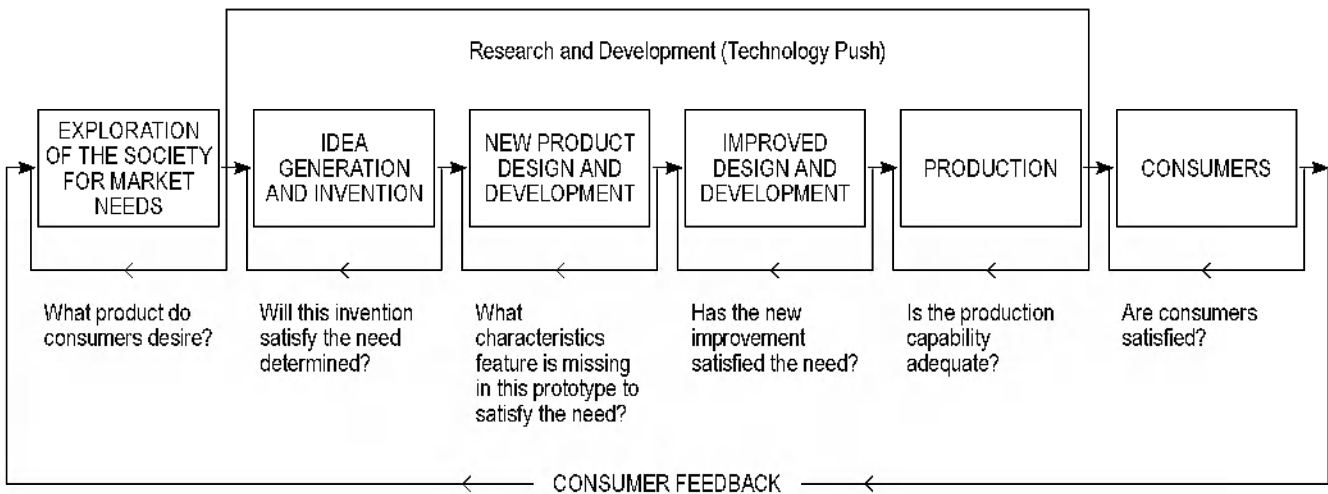 Research and Development (Technology Push)
EXPLORATION
OF THE SOCIETY
FOR MARKET
NEEDS
IDEA
GENERATION
AND INVENTION
NEW PRODUCT
DESIGN AND
DEVELOPMENT
IMPROVED
DESIGN AND
DEVELOPMENT
PRODUCTION
CONSUMERS
What product do
consumers desire?
Will this invention
satisfy the need
determined?
What
characteristics
feature is missing
in this prototype to
satisfy the need?
Has the new
improvement
satisfied the need?
Is the production
capability
adequate?
Are consumers
satisfied?
CONSUMER FEEDBACK